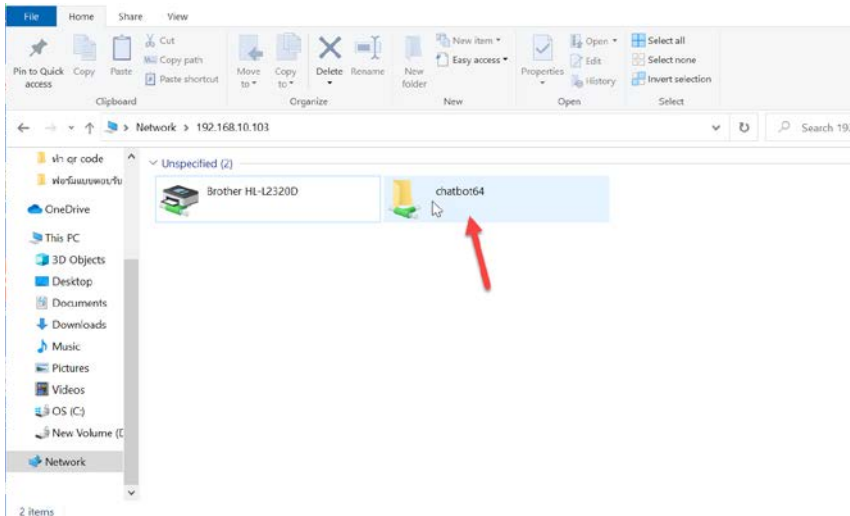 File Home Share View
Pin to Quick access
Copy
Paste
Cut
Copy path
Paste shortcut
Clipboard
Move to
Copy to
Delete
Rename
Organize
New folder
New item
Easy access
New
Properties
Open
Edit
History
Open
Select all
Select none
Invert selection
Select
Network > 192.168.10.103
Search 19
qr code
OneDrive
This PC
3D Objects
Desktop
Documents
Downloads
Music
Pictures
Videos
OS (C:)
New Volume (D
Network
Unspecified (2)
Brother HL-L2320D
chatbot64
2 items